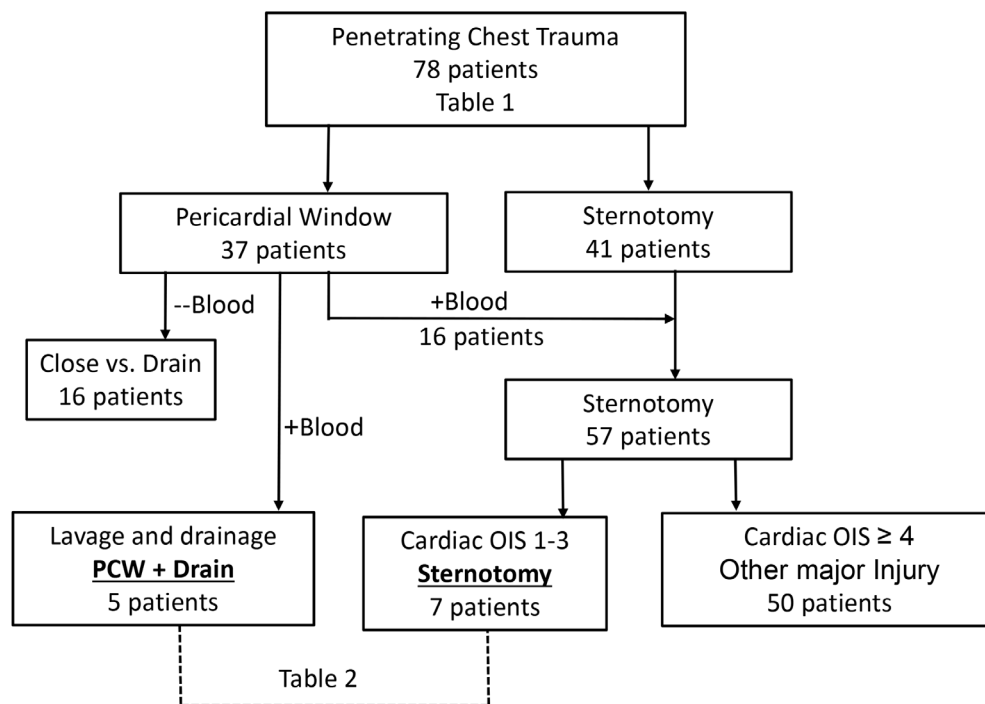 Penetrating Chest Trauma
78 patients
Table 1
Pericardial Window
37 patients
Sternotomy
41 patients
--Blood
+Blood
16 patients
Close vs. Drain
16 patients
+Blood
Sternotomy
57 patients
Lavage and drainage
PCW + Drain
5 patients
Cardiac OIS 1-3
Sternotomy
7 patients
Cardiac OIS ≥ 4
Other major Injury
50 patients
Table 2